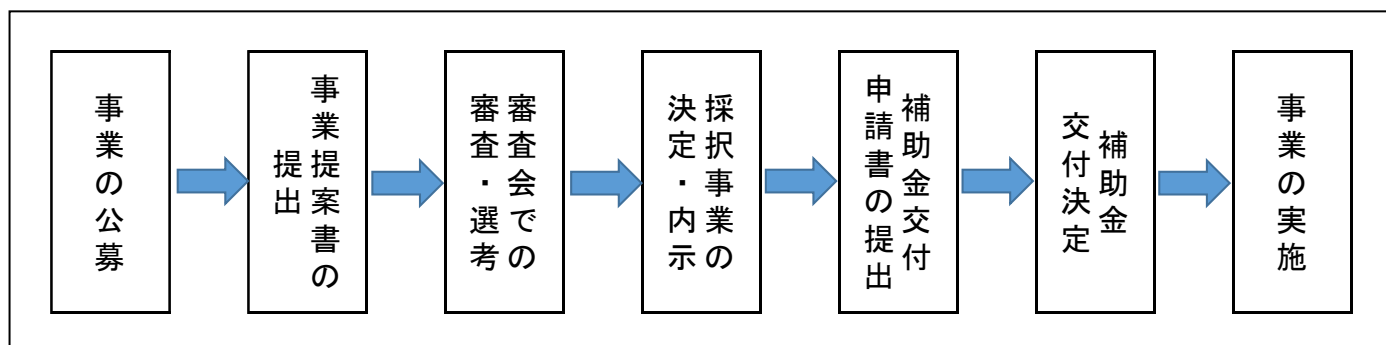 事業の公募
事業提案書の
提出
審査会での
審査・選考
採択事業の
決定・内示
補助金交付
申請書の提出
補助金
交付決定
事業の実施